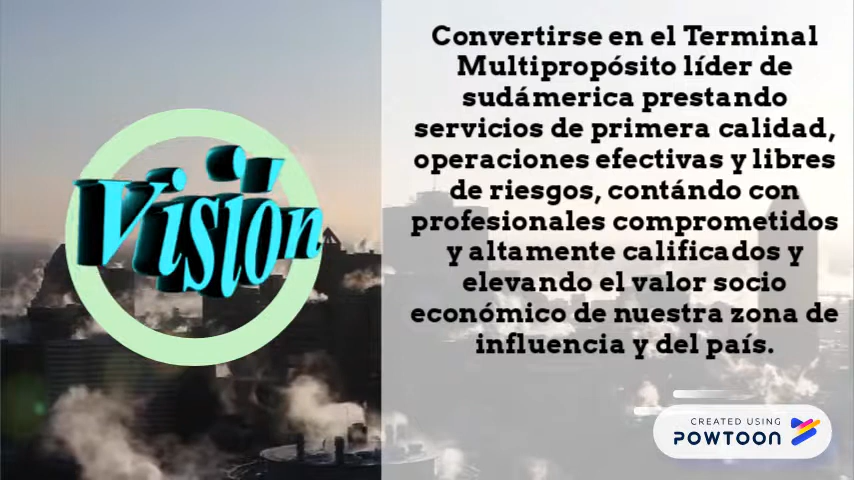 Visión
Convertirse en el Terminal
Multipropósito líder de
sudámerica prestando
servicios de primera calidad,
operaciones efectivas y libres
de riesgos, contándo con
profesionales comprometidos
y altamente calificados y
elevando el valor socio
económico de nuestra zona de
influencia y del país.
CREATED USING
POWTOON